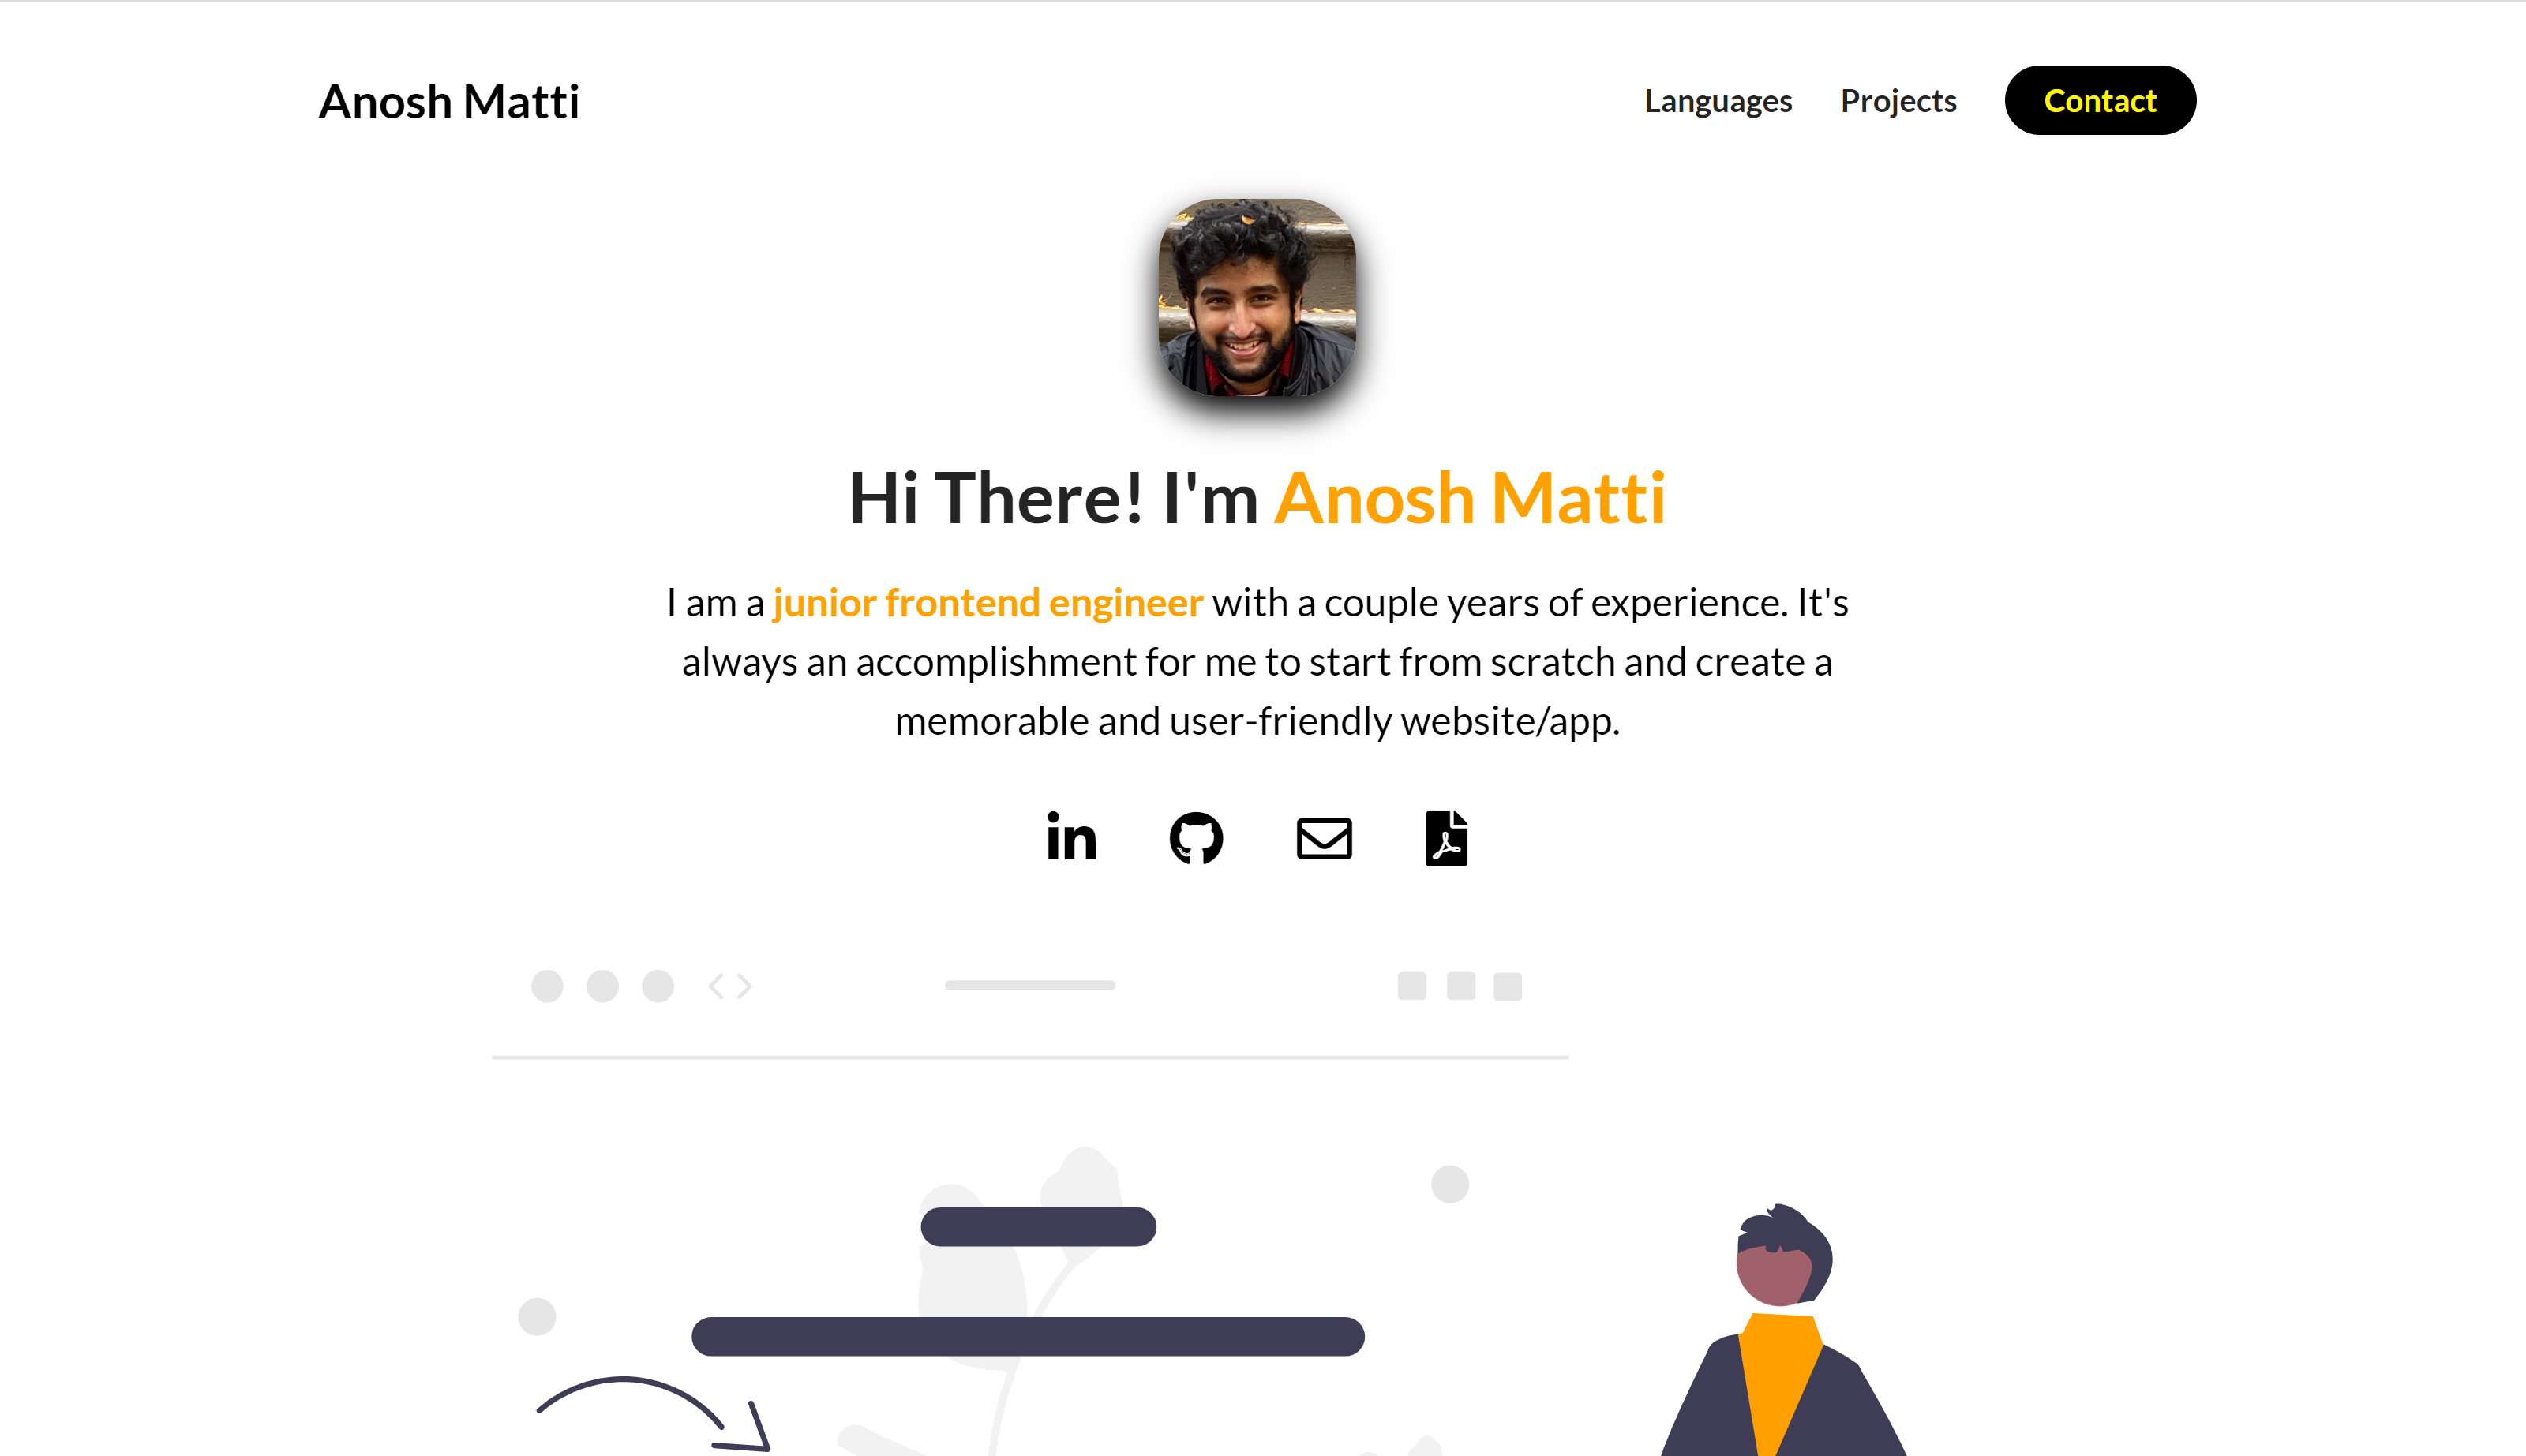 Anosh Matti
Languages
Projects
Contact
Hi There! I'm Anosh Matti
I am a junior frontend engineer with a couple years of experience. It's
always an accomplishment for me to start from scratch and create a
memorable and user-friendly website/app.
in